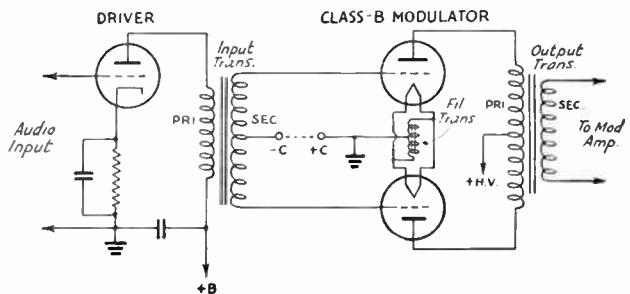 DRIVER
CLASS-B MODULATOR
Input
Trans.
Output
Trans.
PRI
SEC
Fil
Trans
PRI
SEC
Audio
Input
-C
+C
To Mod
Amp.
+H.V.
+B